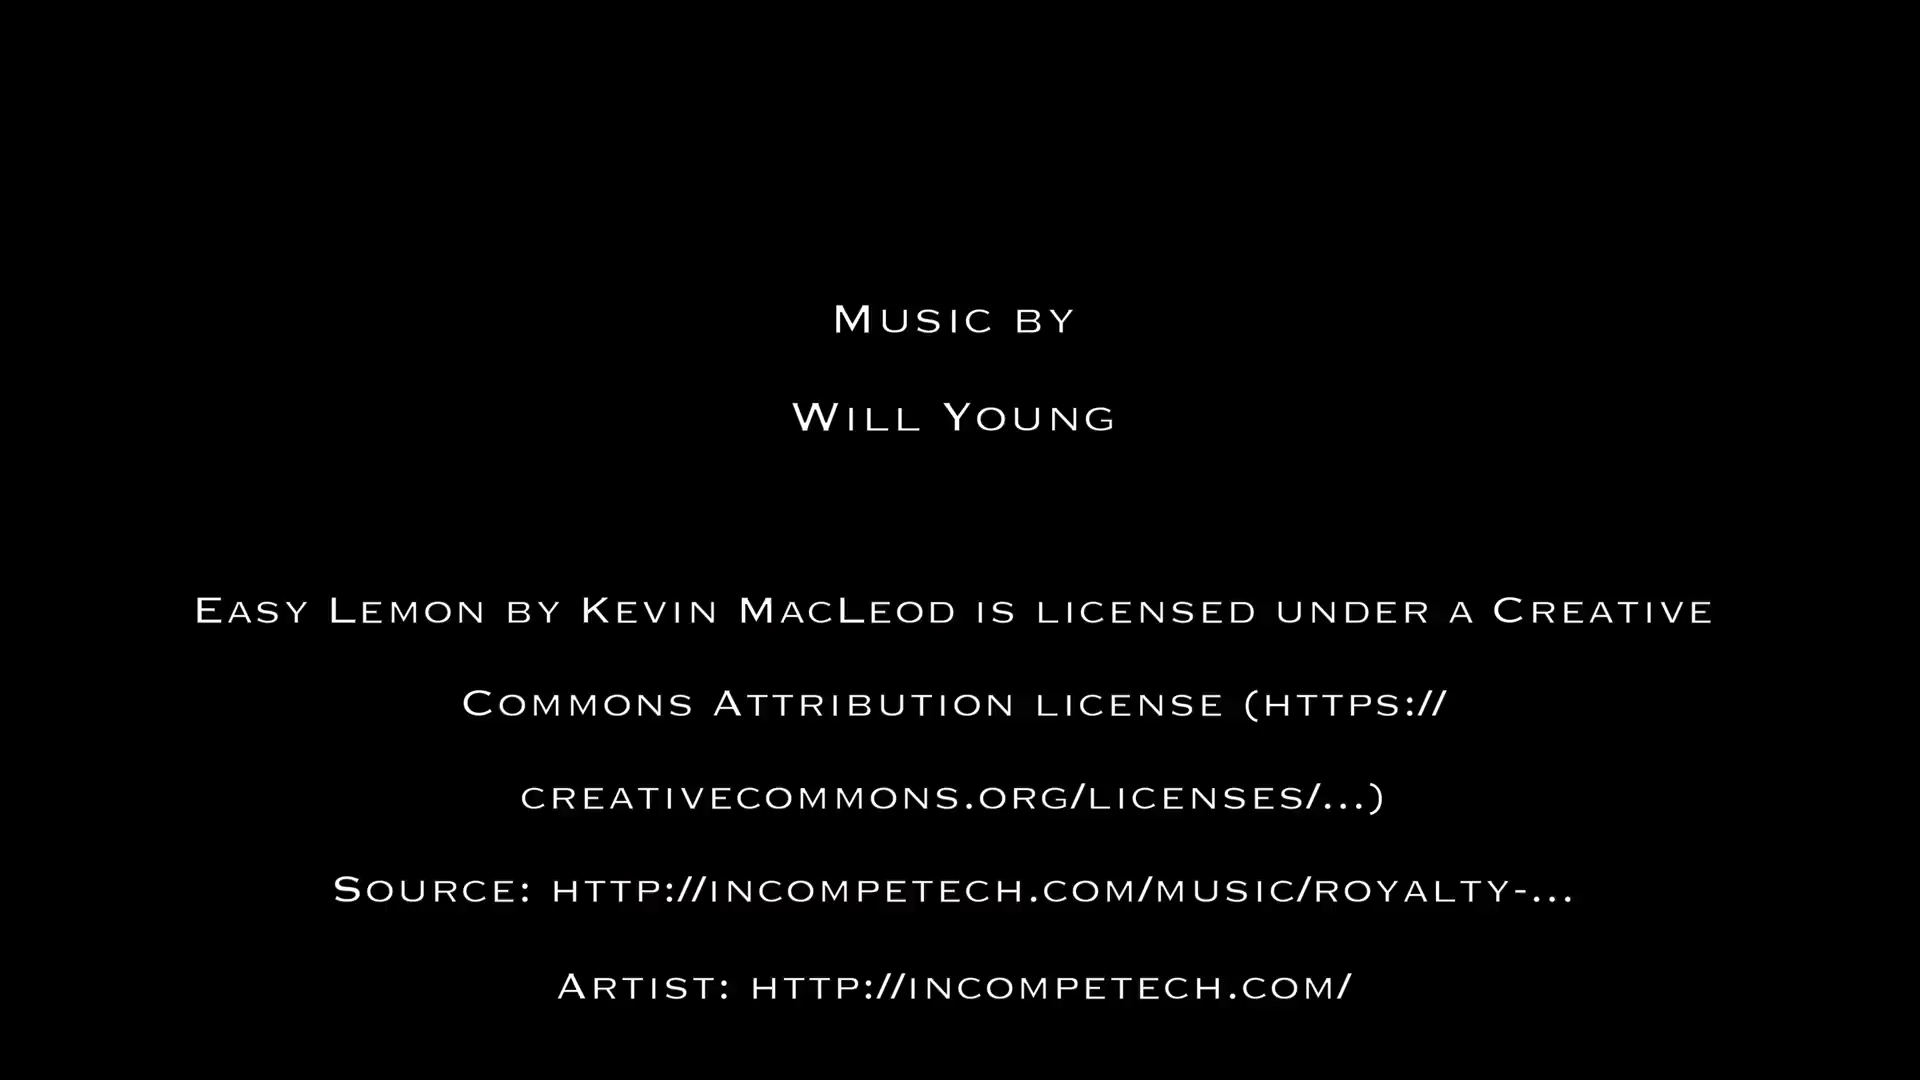 Music by
Will Young
Easy Lemon by Kevin MacLeod is licensed under a Creative
Commons Attribution license (https://
creativecommons.org/licenses/...)
Source: http://incompetech.com/music/royalty-...
Artist: http://incompetech.com/